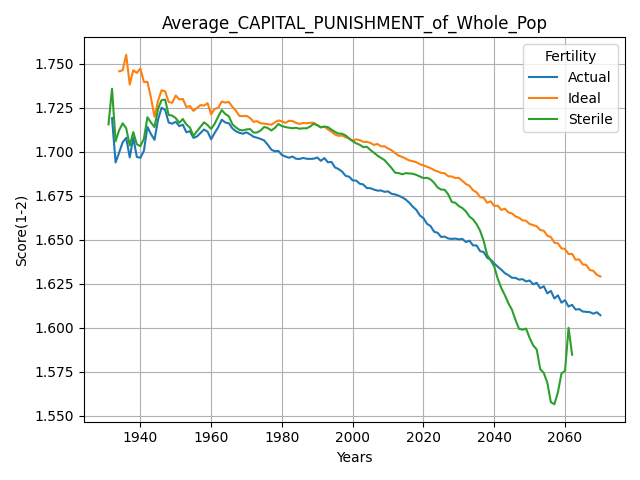 Average_CAPITAL_PUNISHMENT_of_Whole_Pop
Fertility
Actual
Ideal
Sterile
Score(1-2)
1.750
1.725
1.700
1.675
1.650
1.625
1.600
1.575
1.550
1940 1960 1980 2000 2020 2040 2060
Years